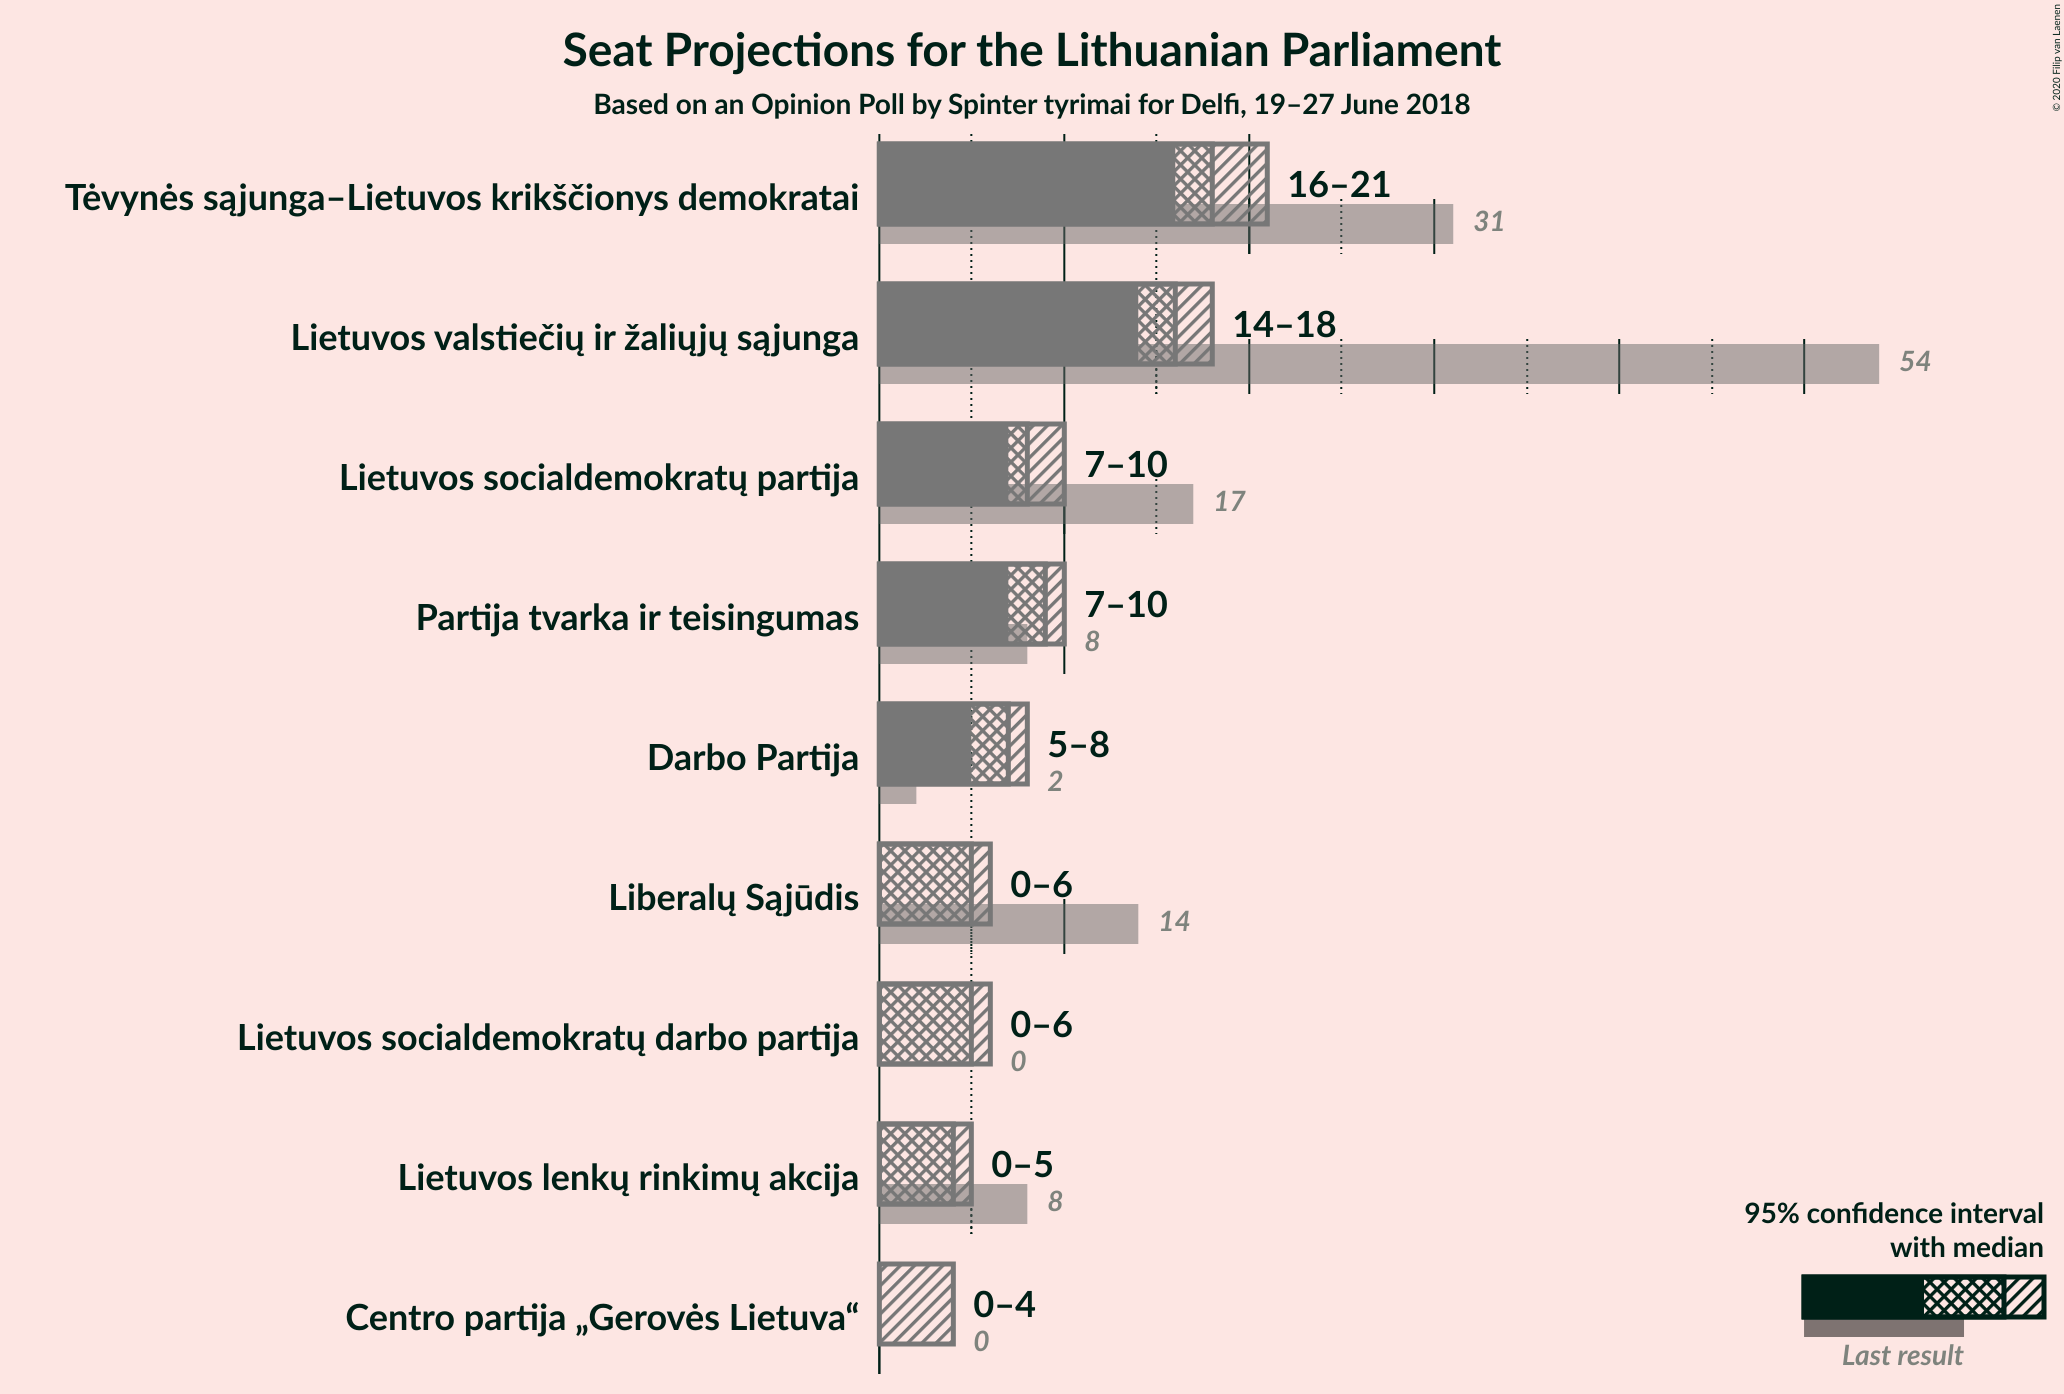 Seat Projections for the Lithuanian Parliament
Based on an Opinion Poll by Spinter tyrimai for Delfi, 19–27 June 2018
© 2020 Filip van Laenen
Tėvynės sąjunga–Lietuvos krikščionys demokratai
16–21
31
Lietuvos valstiečių ir žaliųjų sąjunga
14–18
54
Lietuvos socialdemokratų partija
7–10
17
Partija tvarka ir teisingumas
7–10
8
Darbo Partija
5–8
2
Liberalų Sąjūdis
0–6
14
Lietuvos socialdemokratų darbo partija
0–6
0
Lietuvos lenkų rinkimų akcija
0–5
8
Centro partija „Gerovės Lietuva“
0–4
0
95% confidence interval
with median
Last result